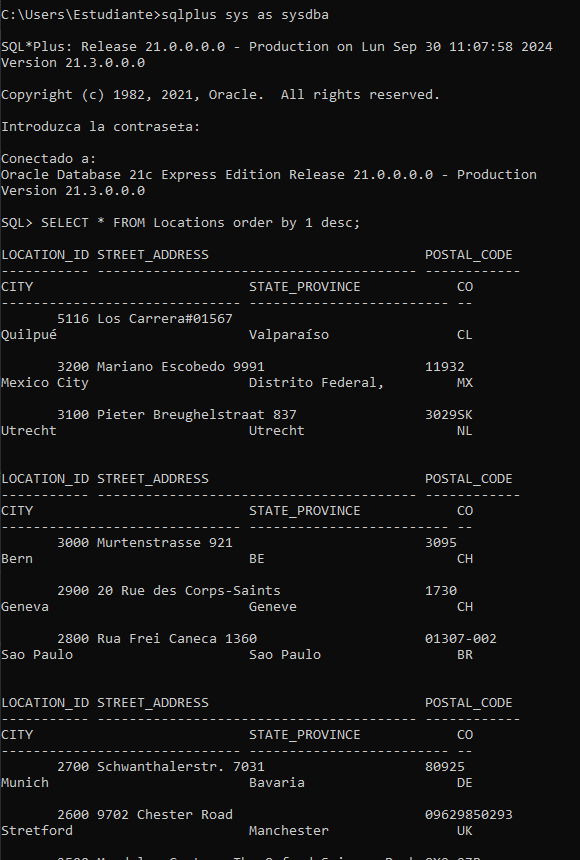 C:\Users\Estudiante>sqlplus sys as sysdba
SQL*Plus: Release 21.0.0.0.0 - Production on Lun Sep 30 11:07:58 2024
Version 21.3.0.0.0
Copyright (c) 1982, 2021, Oracle.  All rights reserved.
Introduzca la contrase±a:
Conectado a:
Oracle Database 21c Express Edition Release 21.0.0.0.0 - Production
Version 21.3.0.0.0
SQL> SELECT * FROM Locations order by 1 desc;
LOCATION_ID STREET_ADDRESS                           POSTAL_CODE
----------- ---------------------------------------- ------------
CITY                           STATE_PROVINCE            CO
------------------------------ ------------------------- --
       5116 Los Carrera#01567
Quilpué                        Valparaíso                CL
       3200 Mariano Escobedo 9991                    11932
Mexico City                    Distrito Federal,         MX
       3100 Pieter Breughelstraat 837                3029SK
Utrecht                        Utrecht                   NL
LOCATION_ID STREET_ADDRESS                           POSTAL_CODE
----------- ---------------------------------------- ------------
CITY                           STATE_PROVINCE            CO
------------------------------ ------------------------- --
       3000 Murtenstrasse 921                        3095
Bern                           BE                        CH
       2900 20 Rue des Corps-Saints                  1730
Geneva                         Geneve                    CH
       2800 Rua Frei Caneca 1360                     01307-002
Sao Paulo                      Sao Paulo                 BR
LOCATION_ID STREET_ADDRESS                           POSTAL_CODE
----------- ---------------------------------------- ------------
CITY                           STATE_PROVINCE            CO
------------------------------ ------------------------- --
       2700 Schwanthalerstr. 7031                    80925
Munich                         Bavaria                   DE
       2600 9702 Chester Road                        09629850293
Stretford                      Manchester                UK